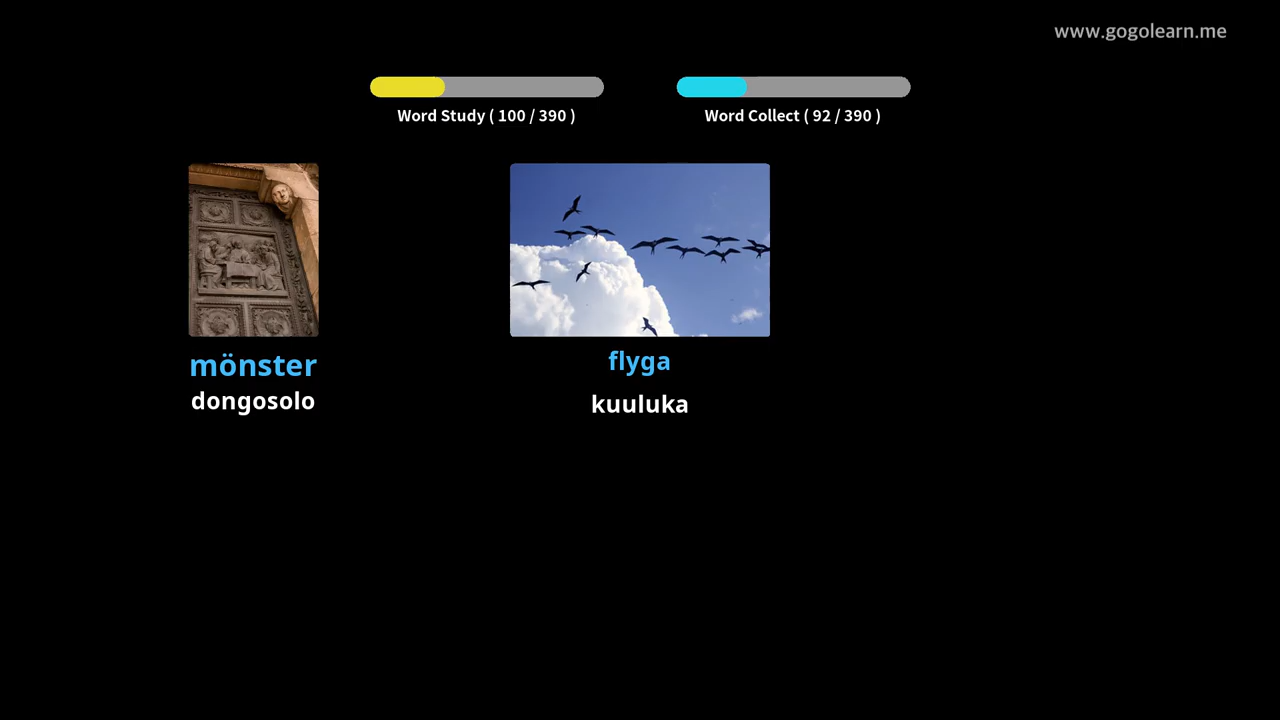 www.gogolearn.me
Word Study ( 100 / 390 )
Word Collect ( 92 / 390 )
mönster
dongosolo
flyga
kuuluka